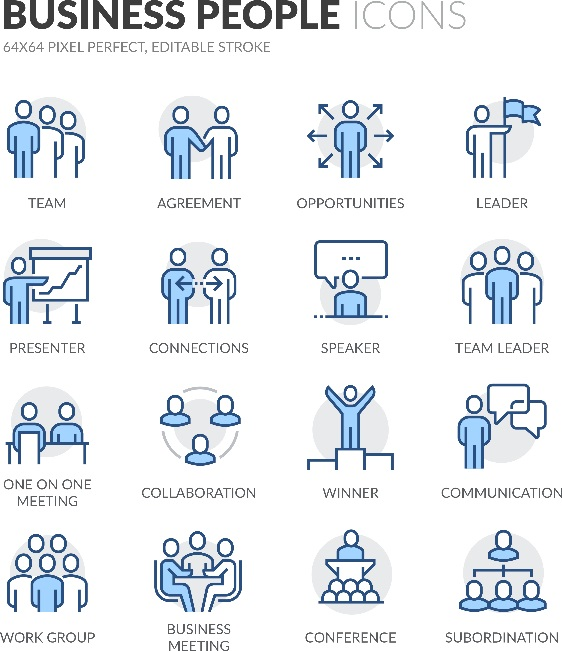 BUSINESS PEOPLE ICONS
64X64 PIXEL PERFECT, EDITABLE STROKE
TEAM
AGREEMENT
OPPORTUNITIES
LEADER
PRESENTER
CONNECTIONS
SPEAKER
TEAM LEADER
ONE ON ONE
MEETING
COLLABORATION
WINNER
COMMUNICATION
WORK GROUP
BUSINESS
MEETING
CONFERENCE
SUBORDINATION